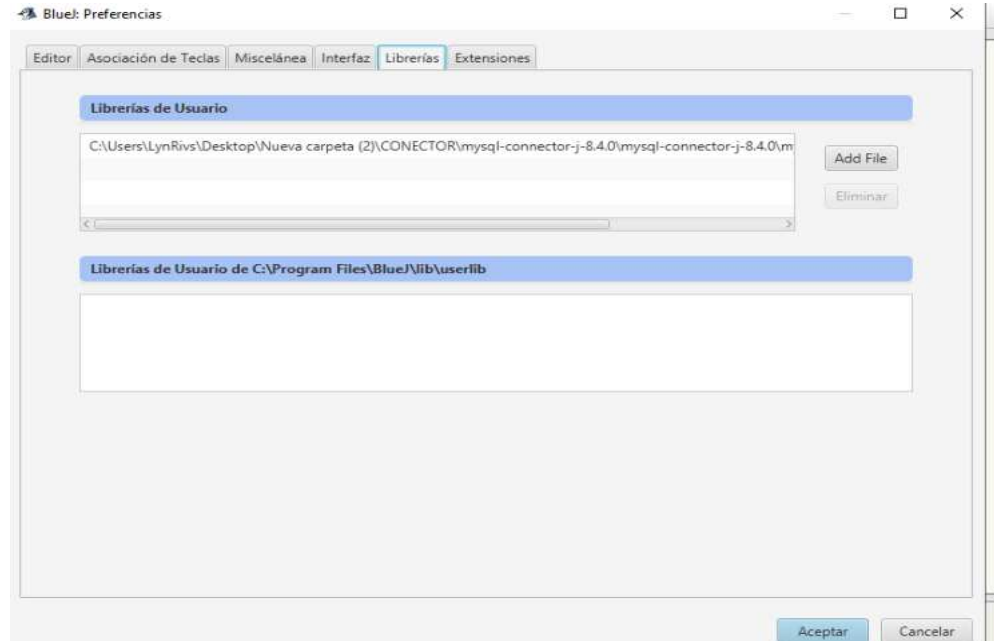 BlueJ: Preferencias
Editor Asociación de Teclas Miscelánea Interfaz Librerías Extensiones
Librerías de Usuario
C:\Users\LynRivs\Desktop\Nueva carpeta (2)\CONECTOR\mysql-connector-j-8.4.0\mysql-connector-j-8.4.0\m
Add File
Eliminar
Librerías de Usuario de C:\Program Files\BlueJ\lib\userlib
Aceptar Cancelar